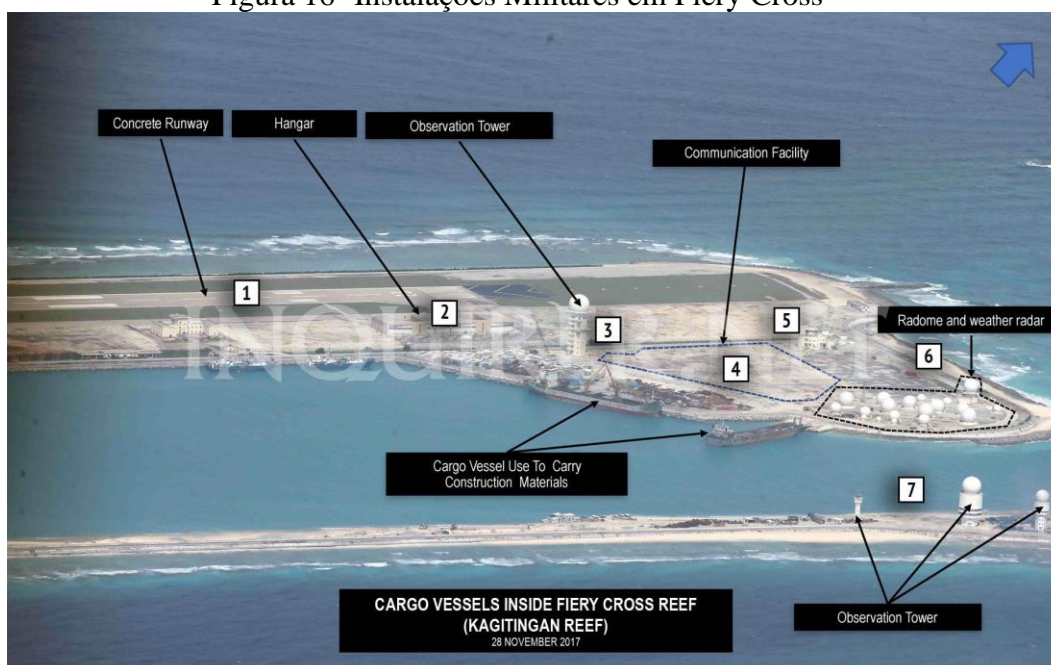 Figura 16- Instalações Militares em Fiery Cross
Concrete Runway
Hangar
Observation Tower
Communication Facility
1
2
3
4
5
6
7
Radome and weather radar
INQUIRER.NET
Cargo Vessel Use To Carry
Construction Materials
CARGO VESSELS INSIDE FIERY CROSS REEF
(KAGITINGAN REEF)
28 NOVEMBER 2017
Observation Tower